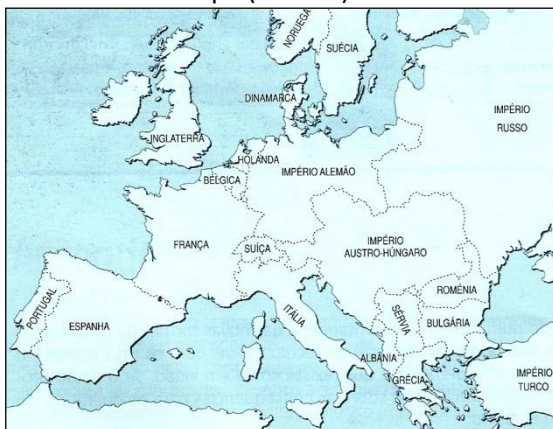 NORUEGA
SUÉCIA
DINAMARCA
IMPÉRIO
RUSSO
INGLATERRA
HOLANDA
IMPÉRIO ALEMÃO
BÉLGICA
FRANÇA
SUÍÇA
IMPÉRIO
AUSTRO-HÚNGARO
ROMÉNIA
PORTUGAL
ESPANHA
ITÁLIA
SÉRVIA
BULGÁRIA
ALBÂNIA
GRÉCIA
IMPÉRIO
TURCO